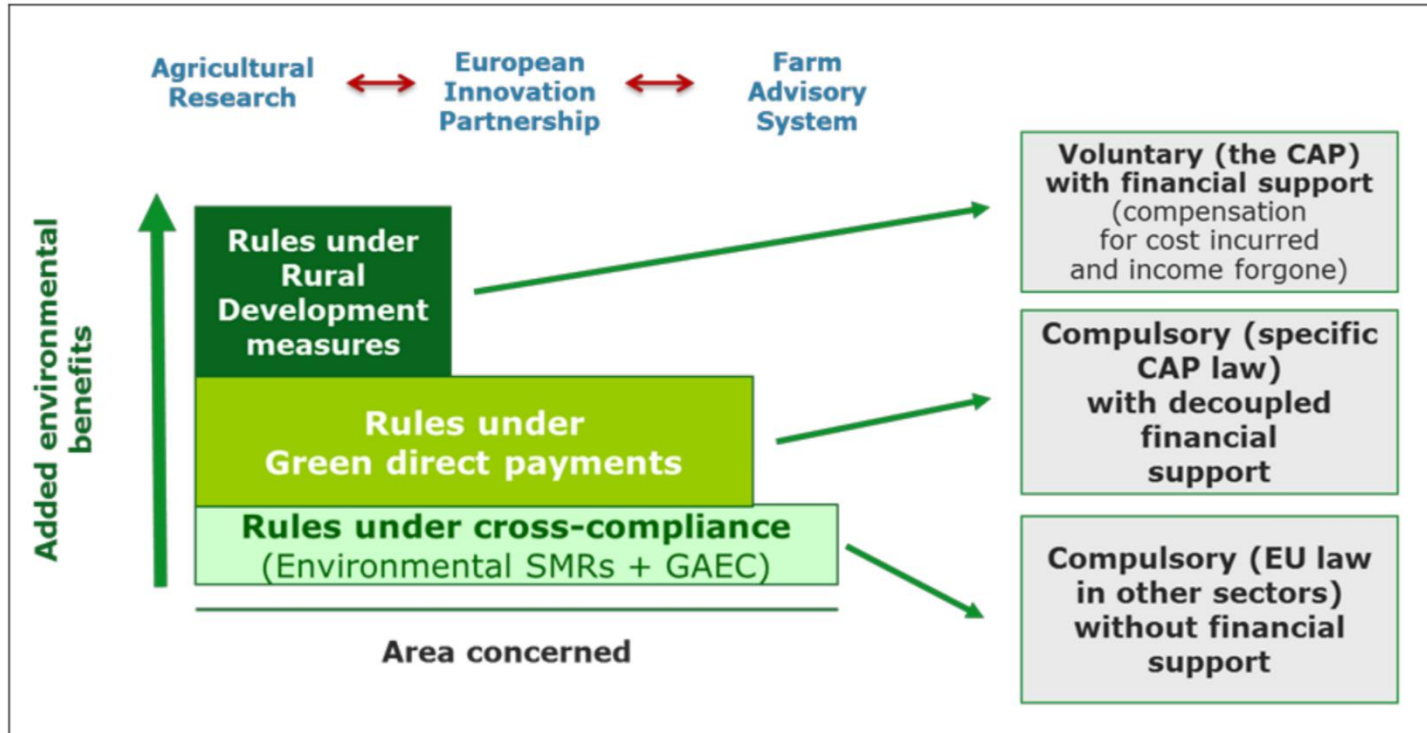 Agricultural
Research
European
Innovation
Partnership
Farm
Advisory
System
Added environmental
benefits
Rules under
Rural
Development
measures
Rules under
Green direct payments
Rules under cross-compliance
(Environmental SMRs + GAEC)
Area concerned
Voluntary (the CAP)
with financial support
(compensation
for cost incurred
and income forgone)
Compulsory (specific
CAP law)
with decoupled
financial
support
Compulsory (EU law
in other sectors)
without financial
support